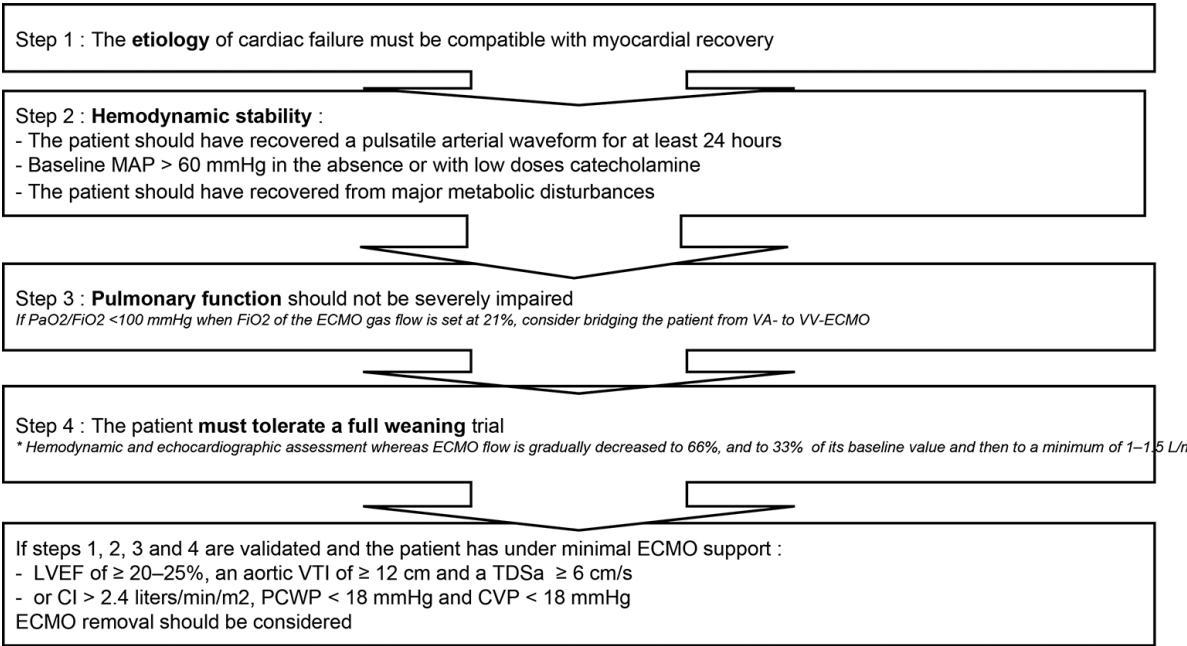 Step 1 : The etiology of cardiac failure must be compatible with myocardial recovery
Step 2 : Hemodynamic stability :
- The patient should have recovered a pulsatile arterial waveform for at least 24 hours
- Baseline MAP > 60 mmHg in the absence or with low doses catecholamine
- The patient should have recovered from major metabolic disturbances
Step 3 : Pulmonary function should not be severely impaired
If PaO2/FiO2 <100 mmHg when FiO2 of the ECMO gas flow is set at 21%, consider bridging the patient from VA- to VV-ECMO
Step 4 : The patient must tolerate a full weaning trial
* Hemodynamic and echocardiographic assessment whereas ECMO flow is gradually decreased to 66%, and to 33% of its baseline value and then to a minimum of 1–1.5
If steps 1, 2, 3 and 4 are validated and the patient has under minimal ECMO support :
- LVEF of ≥ 20–25%, an aortic VTI of ≥ 12 cm and a TDSa ≥ 6 cm/s
- or CI > 2.4 liters/min/m2, PCWP < 18 mmHg and CVP < 18 mmHg
ECMO removal should be considered